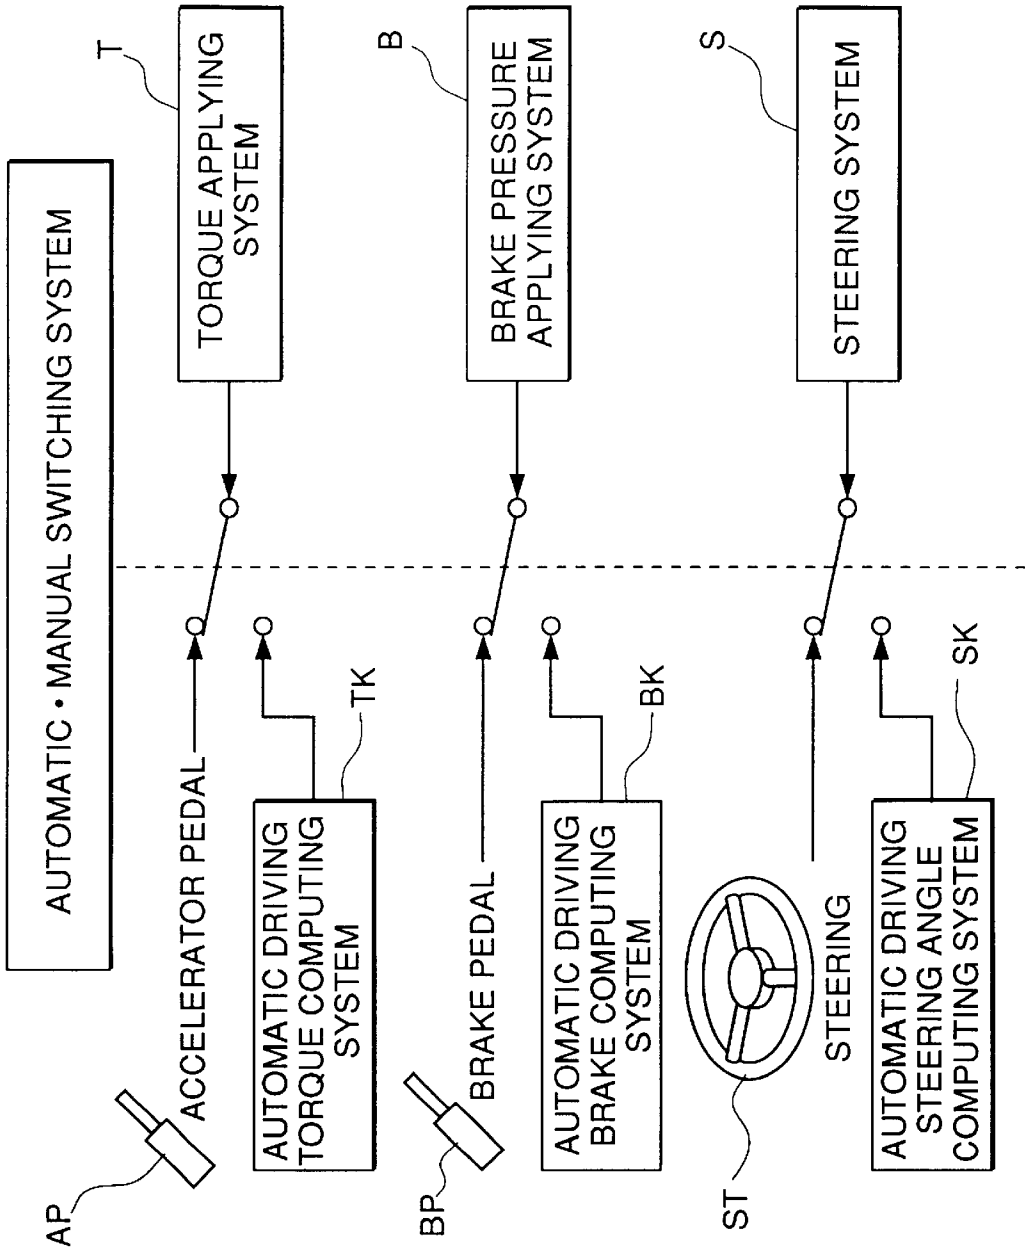 AUTOMATIC • MANUAL SWITCHING SYSTEM
AP
ACCELERATOR PEDAL
T
TORQUE APPLYING
SYSTEM
TK
AUTOMATIC DRIVING
TORQUE COMPUTING
SYSTEM
BP
BRAKE PEDAL
B
BRAKE PRESSURE
APPLYING SYSTEM
BK
AUTOMATIC DRIVING
BRAKE COMPUTING
SYSTEM
ST
STEERING
S
STEERING SYSTEM
SK
AUTOMATIC DRIVING
STEERING ANGLE
COMPUTING SYSTEM